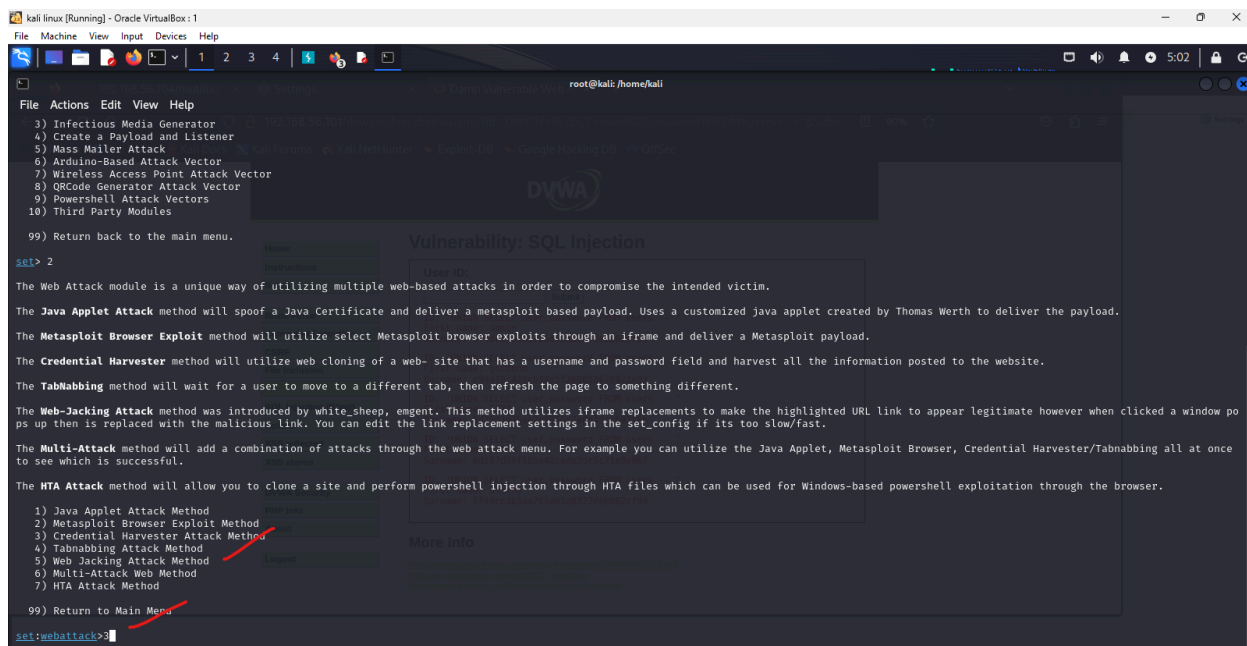 kali linux [Running] - Oracle VirtualBox : 1
File Machine View Input Devices Help
1 2 3 4
5:02
root@kali: /home/kali
File Actions Edit View Help
3) Infectious Media Generator
4) Create a Payload and Listener
5) Mass Mailer Attack
6) Arduino-Based Attack Vector
7) Wireless Access Point Attack Vector
8) QRCode Generator Attack Vector
9) Powershell Attack Vectors
10) Third Party Modules
DVWA
99) Return back to the main menu.
Vulnerability: SQL Injection
set> 2
User ID:
The Web Attack module is a unique way of utilizing multiple web-based attacks in order to compromise the intended victim.
The Java Applet Attack method will spoof a Java Certificate and deliver a metasploit based payload. Uses a customized java applet created by Thomas Werth to deliver the payload.
The Metasploit Browser Exploit method will utilize select Metasploit browser exploits through an iframe and deliver a Metasploit payload.
The Credential Harvester method will utilize web cloning of a web- site that has a username and password field and harvest all the information posted to the website.
The TabNabbing method will wait for a user to move to a different tab, then refresh the page to something different.
The Web-Jacking Attack method was introduced by white_sheep, emgent. This method utilizes iframe replacements to make the highlighted URL link to appear legitimate however when clicked a window po
ps up then is replaced with the malicious link. You can edit the link replacement settings in the set_config if its too slow/fast.
The Multi-Attack method will add a combination of attacks through the web attack menu. For example you can utilize the Java Applet, Metasploit Browser, Credential Harvester/Tabnabbing all at once
to see which is successful.
The HTA Attack method will allow you to clone a site and perform powershell injection through HTA files which can be used for Windows-based powershell exploitation through the browser.
1) Java Applet Attack Method
2) Metasploit Browser Exploit Method
3) Credential Harvester Attack Method
4) Tabnabbing Attack Method
More Info
5) Web Jacking Attack Method
6) Multi-Attack Web Method
7) HTA Attack Method
99) Return to Main Menu
set:webattack>3